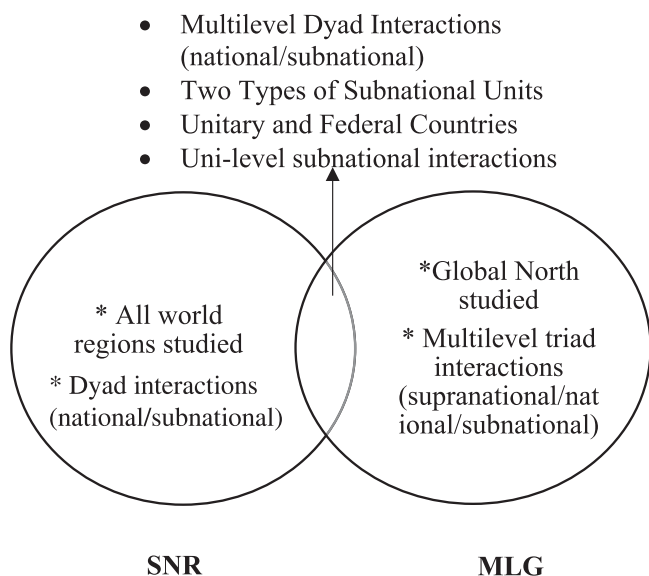 • Multilevel Dyad Interactions
(national/subnational)
• Two Types of Subnational Units
• Unitary and Federal Countries
• Uni-level subnational interactions
* All world
regions studied
* Dyad interactions
(national/subnational)
*Global North
studied
* Multilevel triad
interactions
(supranational/nat
ional/subnational)
SNR
MLG